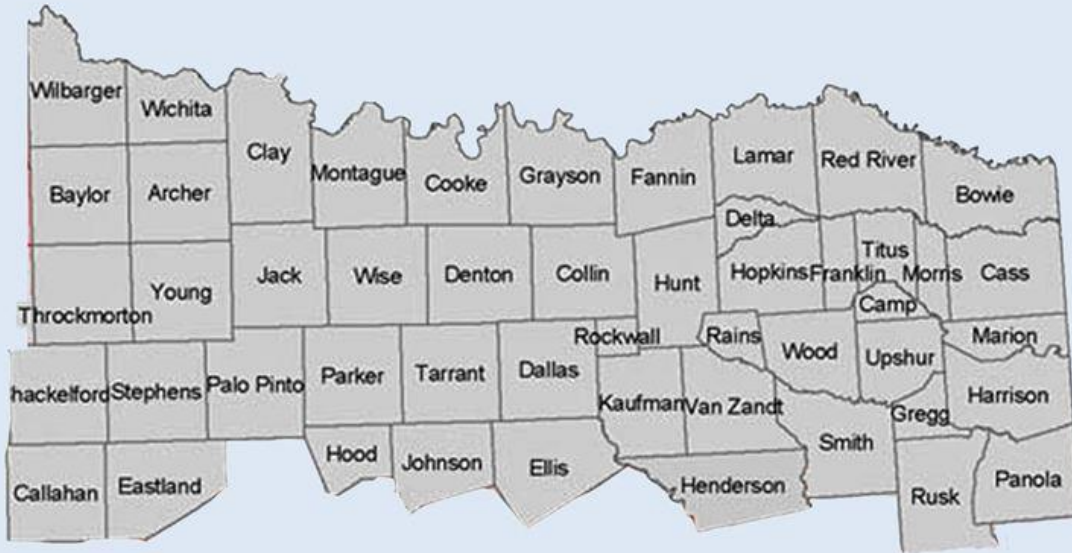 Wilbarger
Wichita
Clay
Montague
Cooke
Grayson
Fannin
Lamar
Red River
Bowie
Baylor
Archer
Delta
Titus
Throckmorton
Young
Jack
Wise
Denton
Collin
Hunt
Hopkins
Franklin
Morris
Cass
Camp
Rockwall
Rains
Wood
Upshur
Marion
hackelford
Stephens
Palo Pinto
Parker
Tarrant
Dallas
Kaufman
Van Zandt
Smith
Gregg
Harrison
Callahan
Eastland
Hood
Johnson
Ellis
Henderson
Rusk
Panola